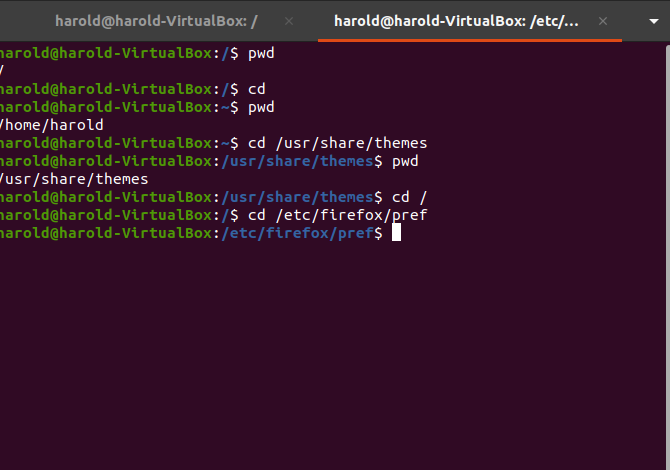 harold@harold-VirtualBox: /
harold@harold-VirtualBox: /etc/...
harold@harold-VirtualBox:/$ pwd
/
harold@harold-VirtualBox:/$ cd
harold@harold-VirtualBox:~$ pwd
/home/harold
harold@harold-VirtualBox:~$ cd /usr/share/themes
harold@harold-VirtualBox:/usr/share/themes$ pwd
/usr/share/themes
harold@harold-VirtualBox:/usr/share/themes$ cd /
harold@harold-VirtualBox:/$ cd /etc/firefox/pref
harold@harold-VirtualBox:/etc/firefox/pref$